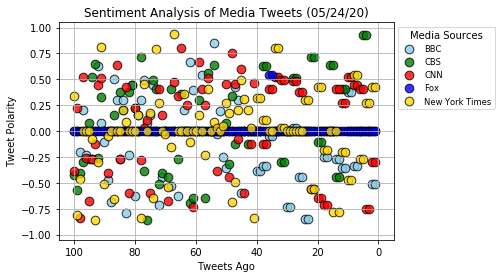 Sentiment Analysis of Media Tweets (05/24/20)
1.00
0.75
0.50
0.25
0.00
−0.25
−0.50
−0.75
−1.00
Tweet Polarity
100
80
60
40
20
0
Tweets Ago
Media Sources
BBC
CBS
CNN
Fox
New York Times